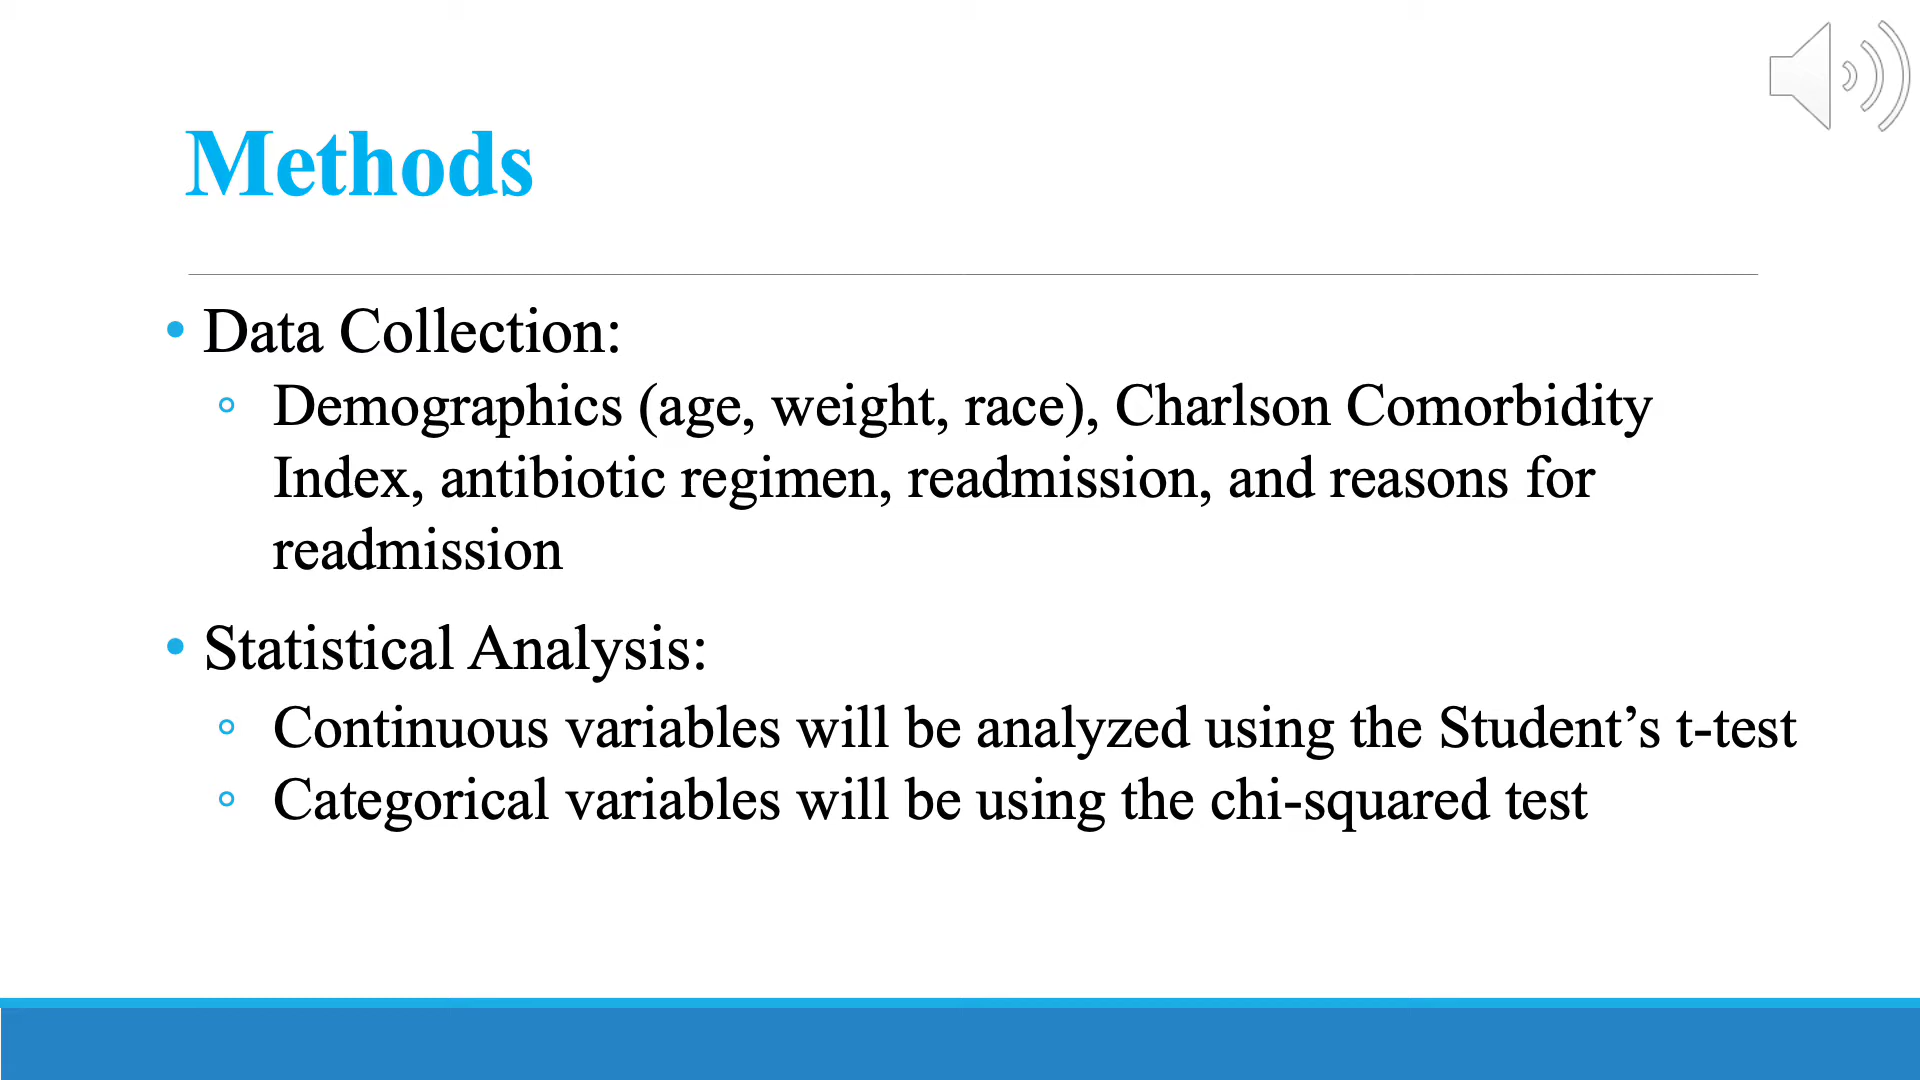 Methods
• Data Collection:
◦ Demographics (age, weight, race), Charlson Comorbidity
Index, antibiotic regimen, readmission, and reasons for
readmission
• Statistical Analysis:
◦ Continuous variables will be analyzed using the Student’s t-test
◦ Categorical variables will be using the chi-squared test